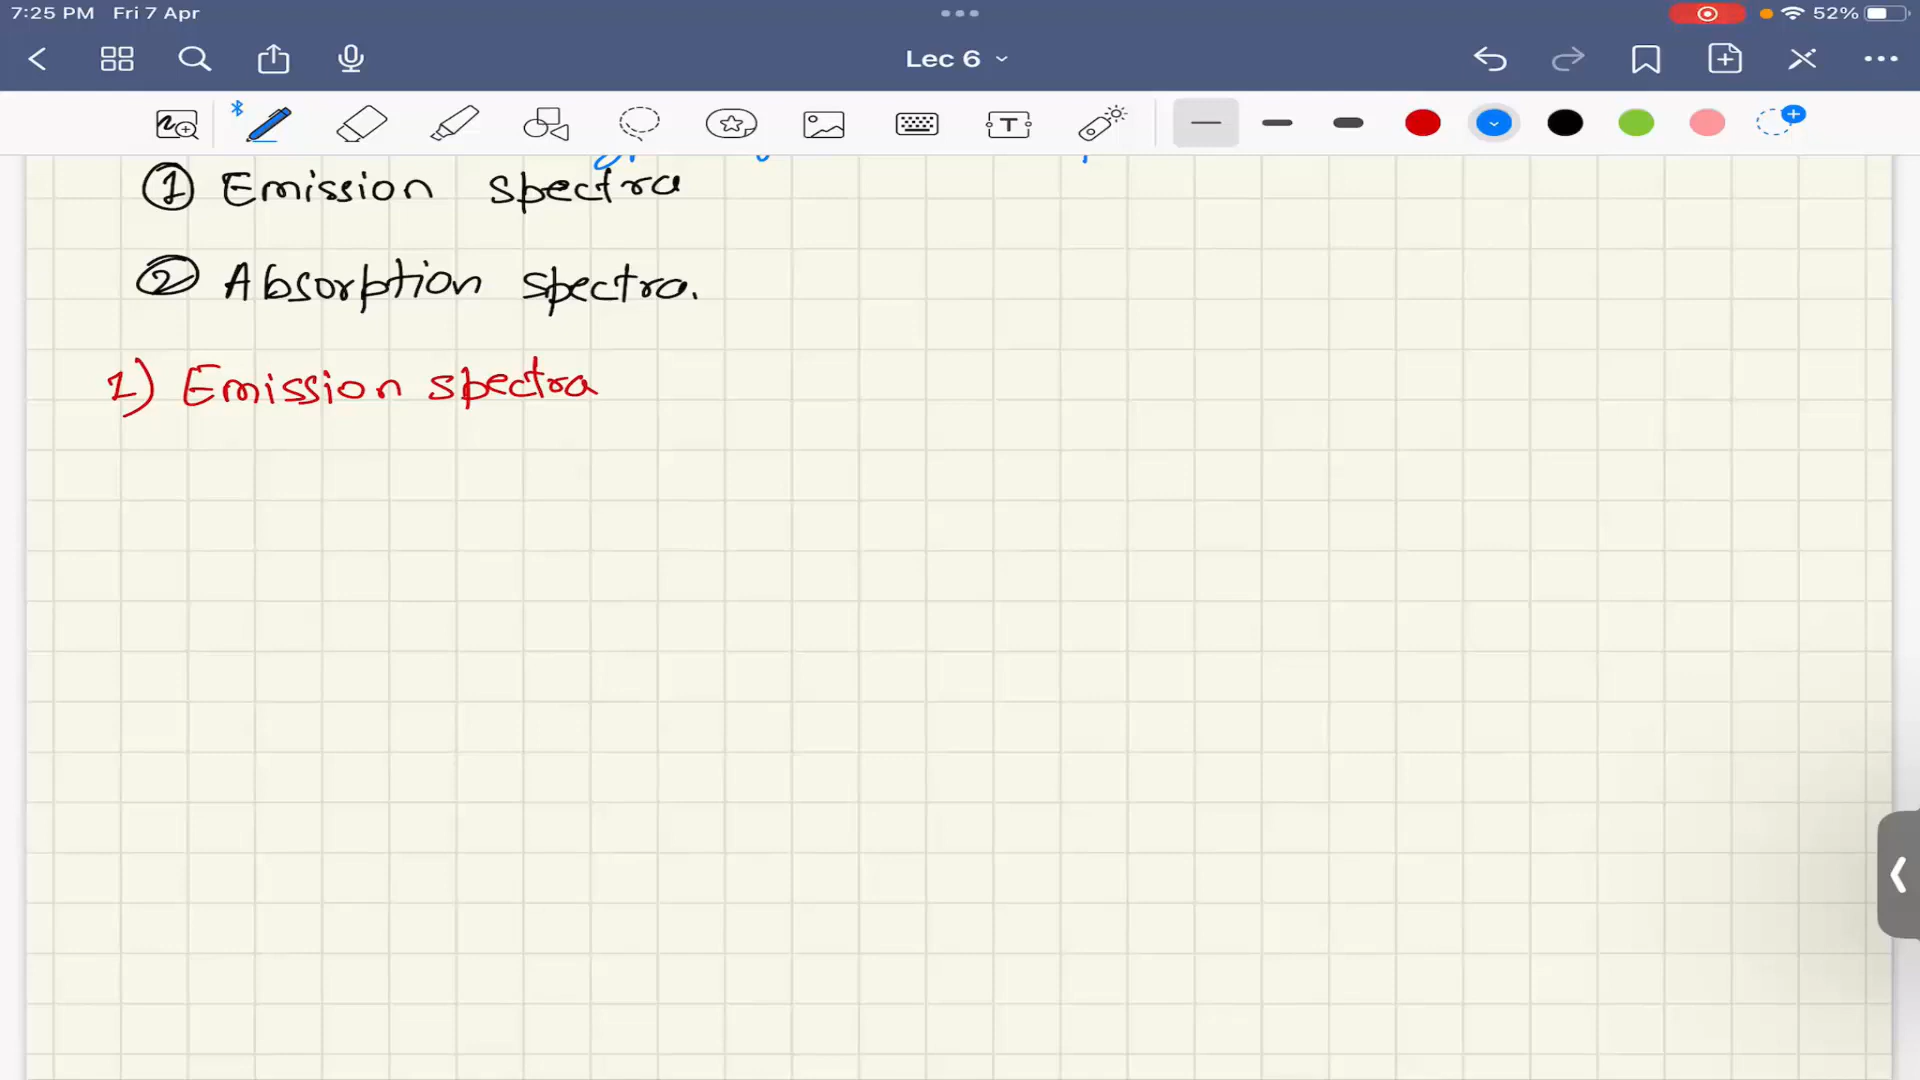 7:25 PM Fri 7 Apr
52%
Lec 6
① Emission spectra
② Absorption spectra.
1) Emission spectra